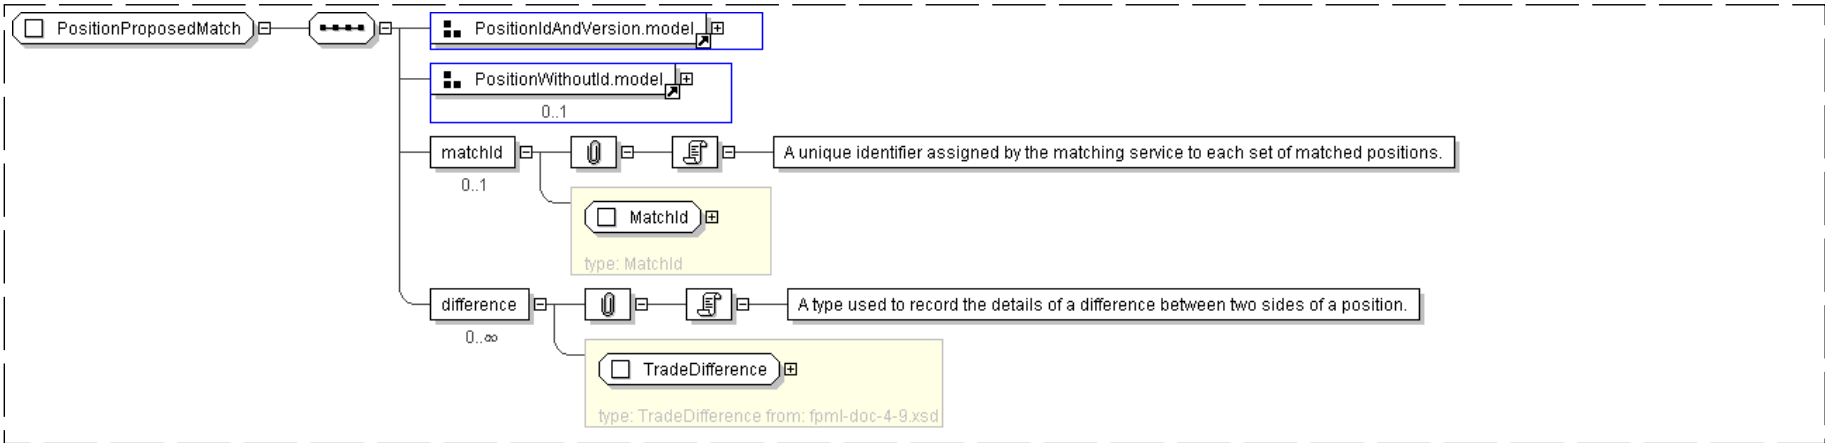 PositionProposedMatch
PositionIdAndVersion.model
PositionWithoutId.model
0..1
matchId
A unique identifier assigned by the matching service to each set of matched positions.
0..1
MatchId
type: MatchId
difference
A type used to record the details of a difference between two sides of a position.
0..∞
TradeDifference
type: TradeDifference from: fpml-doc-4-9.xsd